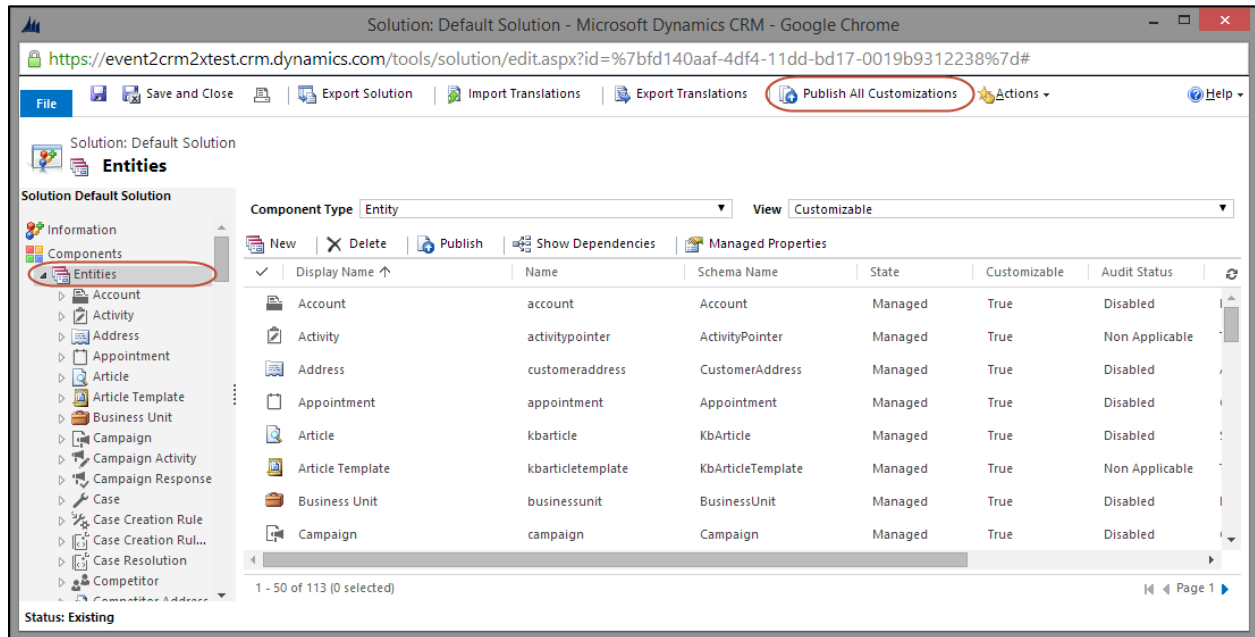 Solution: Default Solution - Microsoft Dynamics CRM - Google Chrome
https://event2crm2xtest.crm.dynamics.com/tools/solution/edit.aspx?id=%7bfd140aaf-4df4-11dd-bd17-0019b9312238%7d#
File Save and Close Export Solution Import Translations Export Translations Publish All Customizations Actions Help
Solution: Default Solution
Entities
Solution Default Solution
Information
Components
Entities
Account
Activity
Address
Appointment
Article
Article Template
Business Unit
Campaign
Campaign Activity
Campaign Response
Case
Case Creation Rule
Case Creation Rul...
Case Resolution
Competitor
Competitor Address
Component Type Entity View Customizable
New Delete Publish Show Dependencies Managed Properties
Display Name Name Schema Name State Customizable Audit Status
Account account Account Managed True Disabled
Activity activitypointer ActivityPointer Managed True Non Applicable
Address customeraddress CustomerAddress Managed True Disabled
Appointment appointment Appointment Managed True Disabled
Article kbarticle KbArticle Managed True Disabled
Article Template kbarticletemplate KbArticleTemplate Managed True Non Applicable
Business Unit businessunit BusinessUnit Managed True Disabled
Campaign campaign Campaign Managed True Disabled
1 - 50 of 113 (0 selected) Page 1
Status: Existing